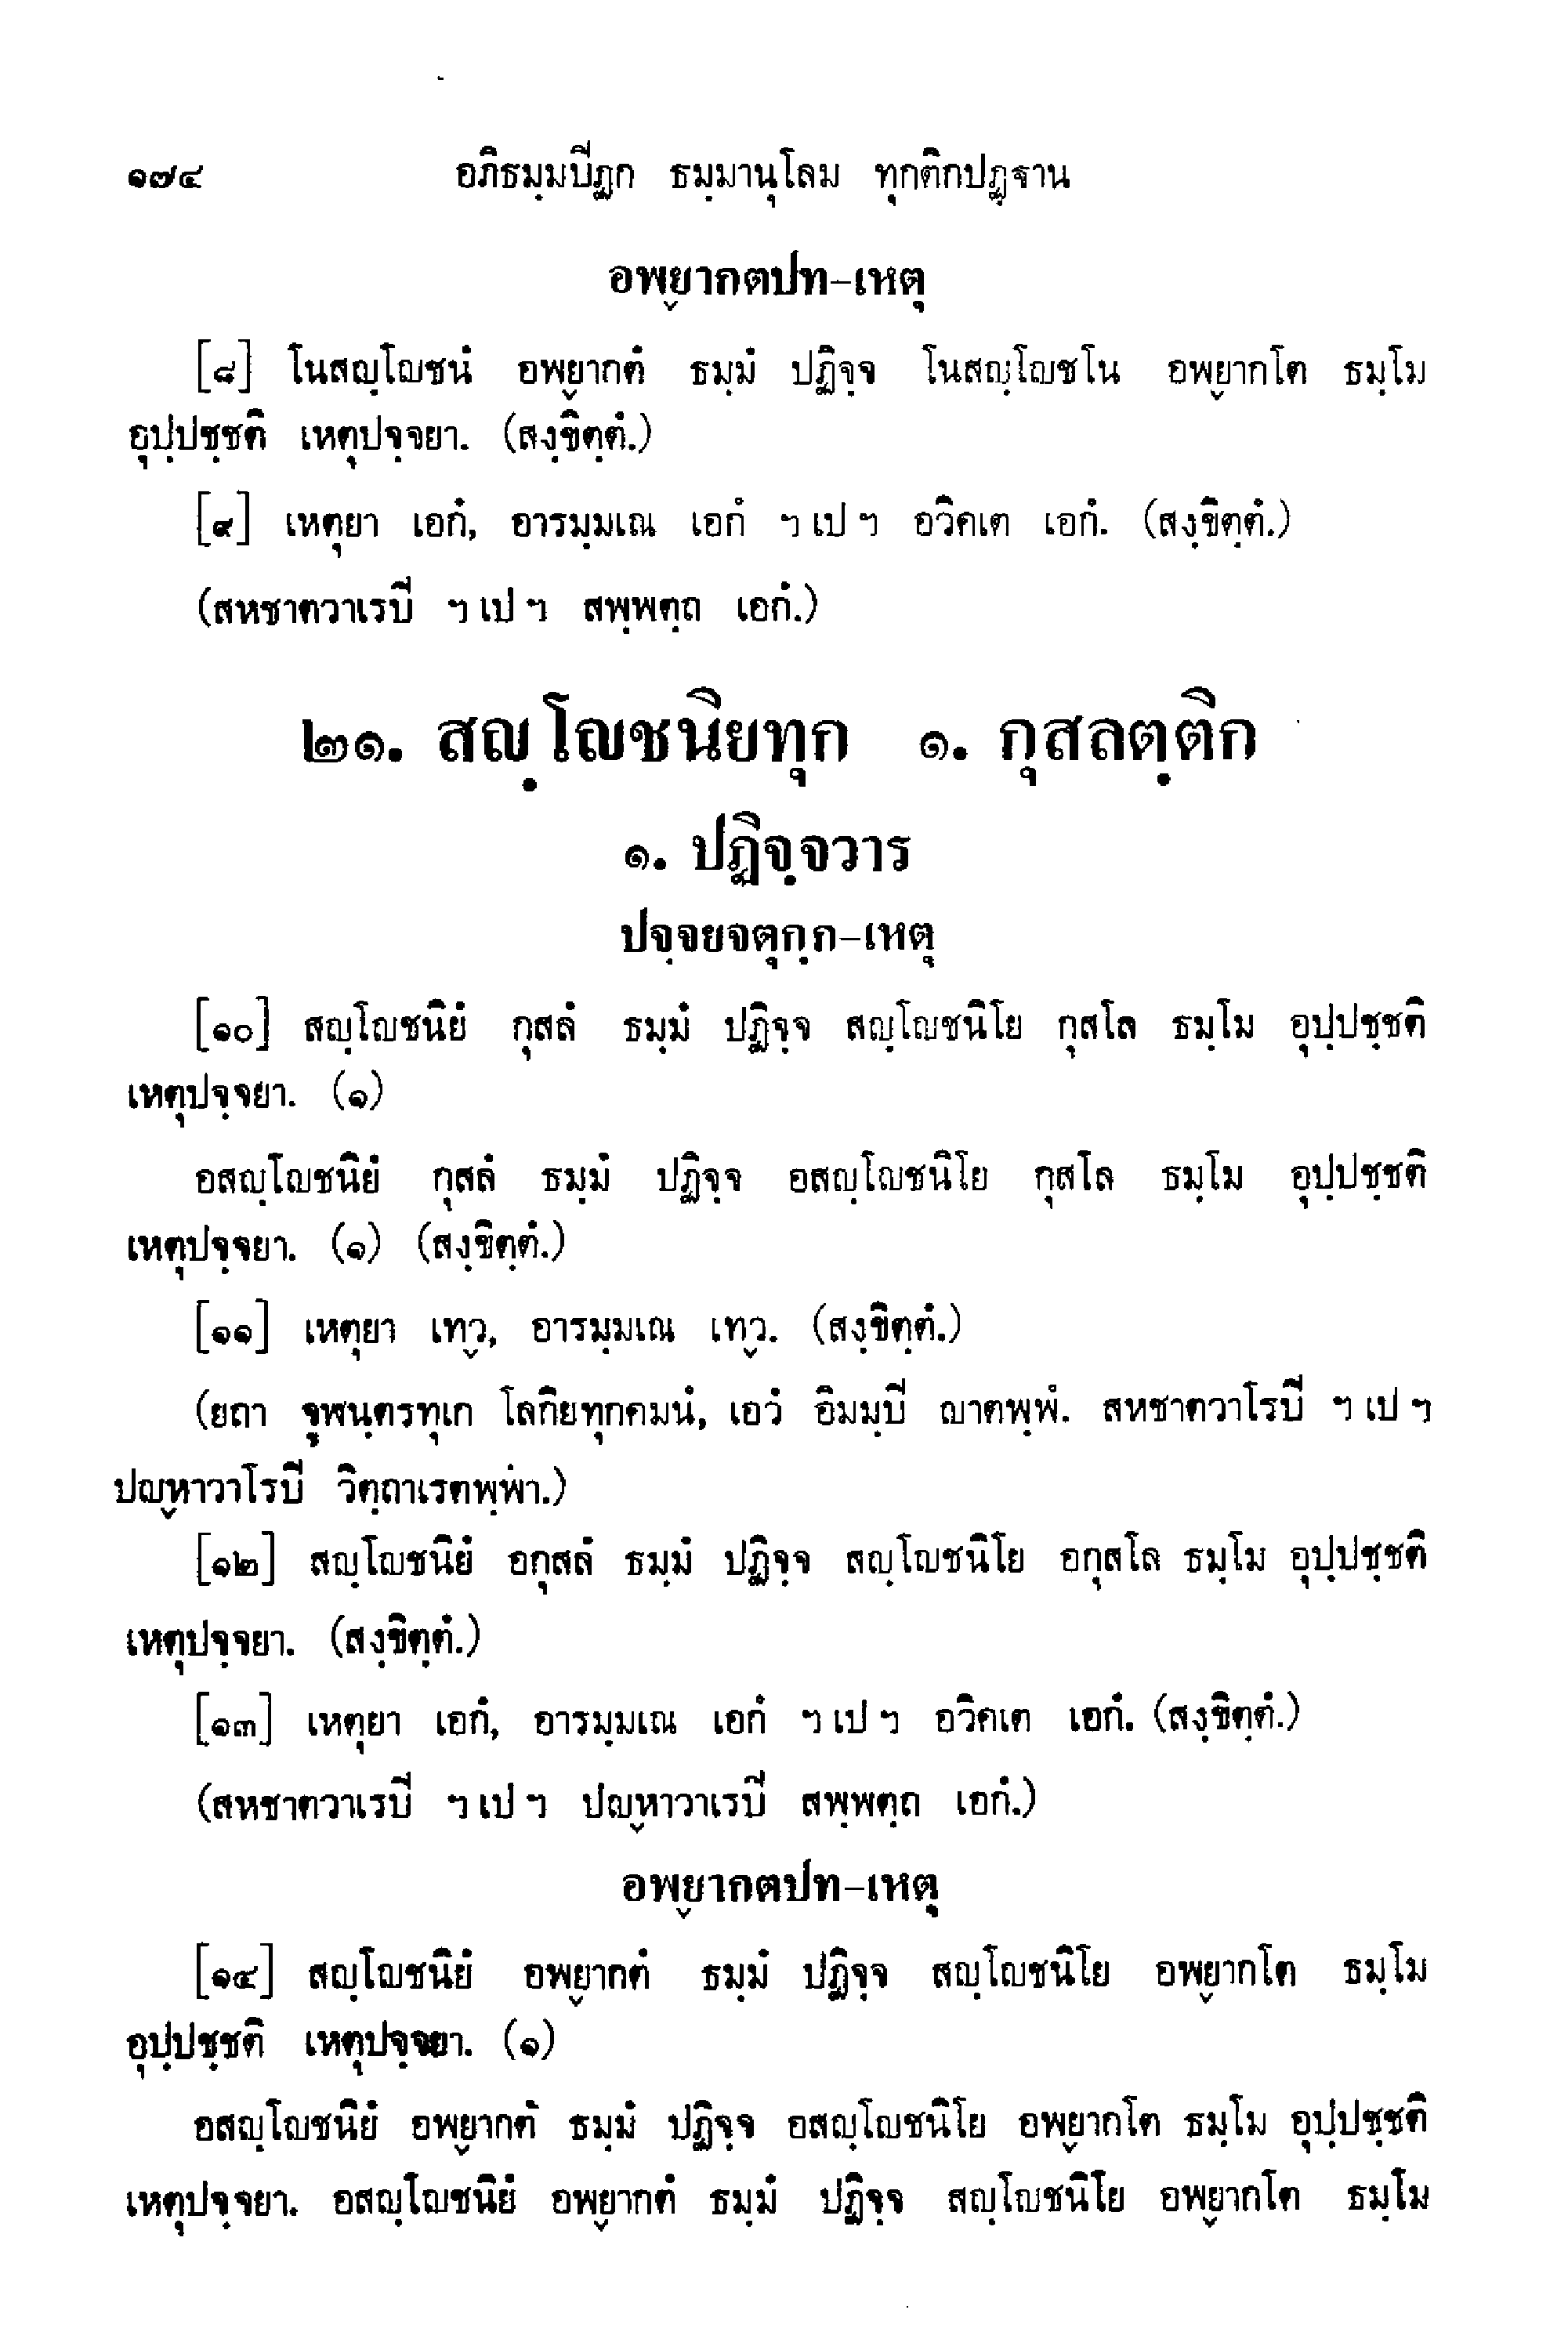 ๑๗๔ อภิธมฺมปีฏก ธมฺมานุโลม ทุกติกปฏฺฐาน
อพฺยากตปท-เหตุ
[๘] โนสญฺโญชนํ อพฺยากตํ ธมฺมํ ปฏิจฺจ โนสญฺโญชโน อพฺยากโต ธมฺโม
อุปฺปชฺชติ เหตุปจฺจยา. (สงฺขิตฺตํ.)
[๙] เหตุยา เอกํ, อารมฺมเณ เอกํ ฯ เป ฯ อวิคเต เอกํ. (สงฺขิตฺตํ.)
(สหชาตวาเรปี ฯ เป ฯ สพฺพตฺถ เอกํ.)
๒๑. สญฺโญชนิยทุก ๑. กุสลตฺติก
๑. ปฏิจฺจวาร
ปจฺจยจตุกฺก-เหตุ
[๑๐] สญฺโญชนิยํ กุสลํ ธมฺมํ ปฏิจฺจ สญฺโญชนิโย กุสโล ธมฺโม อุปฺปชฺชติ
เหตุปจฺจยา. (๑)
อสญฺโญชนิยํ กุสลํ ธมฺมํ ปฏิจฺจ อสญฺโญชนิโย กุสโล ธมฺโม อุปฺปชฺชติ
เหตุปจฺจยา. (๑) (สงฺขิตฺตํ.)
[๑๑] เหตุยา เทฺว, อารมฺมเณ เทฺว. (สงฺขิตฺตํ.)
(ยถา จูฬนฺตรทุเก โลกิยทุกคมนํ, เอวํ อิมมฺปี ญาตพฺพํ. สหชาตวาโรปี ฯ เป ฯ
ปญฺหาวาโรปี วิตฺถาเรตพฺพํา.)
[๑๒] สญฺโญชนิยํ อกุสลํ ธมฺมํ ปฏิจฺจ สญฺโญชนิโย อกุสโล ธมฺโม อุปฺปชฺชติ
เหตุปจฺจยา. (สงฺขิตฺตํ.)
[๑๓] เหตุยา เอกํ, อารมฺมเณ เอกํ ฯ เป ฯ อวิคเต เอกํ. (สงฺขิตฺตํ.)
(สหชาตวาเรปี ฯ เป ฯ ปญฺหาวาเรปี สพฺพตฺถ เอกํ.)
อพฺยากตปท-เหตุ
[๑๔] สญฺโญชนิยํ อพฺยากตํ ธมฺมํ ปฏิจฺจ สญฺโญชนิโย อพฺยากโต ธมฺโม
อุปฺปชฺชติ เหตุปจฺจยา. (๑)
อสญฺโญชนิยํ อพฺยากตํ ธมฺมํ ปฏิจฺจ อสญฺโญชนิโย อพฺยากโต ธมฺโม อุปฺปชฺชติ
เหตุปจฺจยา. อสญฺโญชนิยํ อพฺยากตํ ธมฺมํ ปฏิจฺจ สญฺโญชนิโย อพฺยากโต ธมฺโม